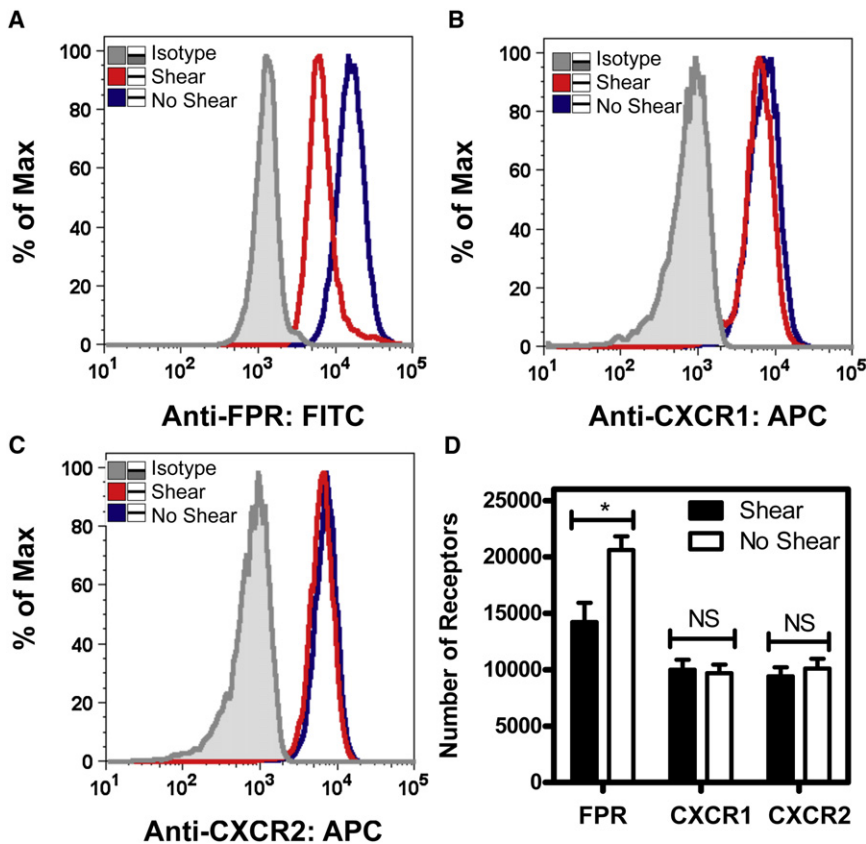 A
% of Max
100
80
60
40
20
0
Isotype
Shear
No Shear
10¹ 10² 10³ 10⁴ 10⁵
Anti-FPR: FITC
B
% of Max
100
80
60
40
20
0
Isotype
Shear
No Shear
10¹ 10² 10³ 10⁴ 10⁵
Anti-CXCR1: APC
C
% of Max
100
80
60
40
20
0
Isotype
Shear
No Shear
10¹ 10² 10³ 10⁴ 10⁵
Anti-CXCR2: APC
D
Number of Receptors
25000
20000
15000
10000
5000
0
Shear
No Shear
*
NS
NS
FPR CXCR1 CXCR2